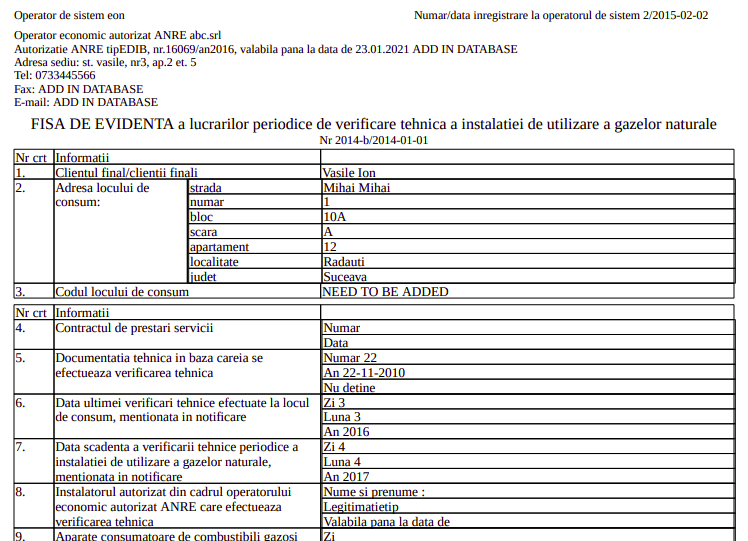 Operator de sistem eon
Numar/data inregistrare la operatorul de sistem 2/2015-02-02
Operator economic autorizat ANRE abc.srl
Autorizatie ANRE tipEDIB, nr.16069/an2016, valabila pana la data de 23.01.2021 ADD IN DATABASE
Adresa sediu: st. vasile, nr3, ap.2 et. 5
Tel: 0733445566
Fax: ADD IN DATABASE
E-mail: ADD IN DATABASE
FISA DE EVIDENTA a lucrarilor periodice de verificare tehnica a instalatiei de utilizare a gazelor naturale
Nr 2014-b/2014-01-01
Nr crt Informatii
1. Clientul final/clientii finali Vasile Ion
2. Adresa locului de consum: strada Mihai Mihai
numar 1
bloc 10A
scara A
apartament 12
localitate Radauti
judet Suceava
3. Codul locului de consum NEED TO BE ADDED
Nr crt Informatii
4. Contractul de prestari servicii Numar
Data
5. Documentatia tehnica in baza careia se Numar 22
efectueaza verificarea tehnica An 22-11-2010
Nu detine
6. Data ultimei verificari tehnice efectuate la locul Zi 3
de consum, mentionata in notificare Luna 3
An 2016
7. Data scadenta a verificarii tehnice periodice a Zi 4
instalatiei de utilizare a gazelor naturale, Luna 4
mentionata in notificare An 2017
8. Instalatorul autorizat din cadrul operatorului Nume si prenume :
economic autorizat ANRE care efectueaza Legitimatietip
verificarea tehnica Valabila pana la data de
9. Aparate consumatoare de combustibili gazosi Zi